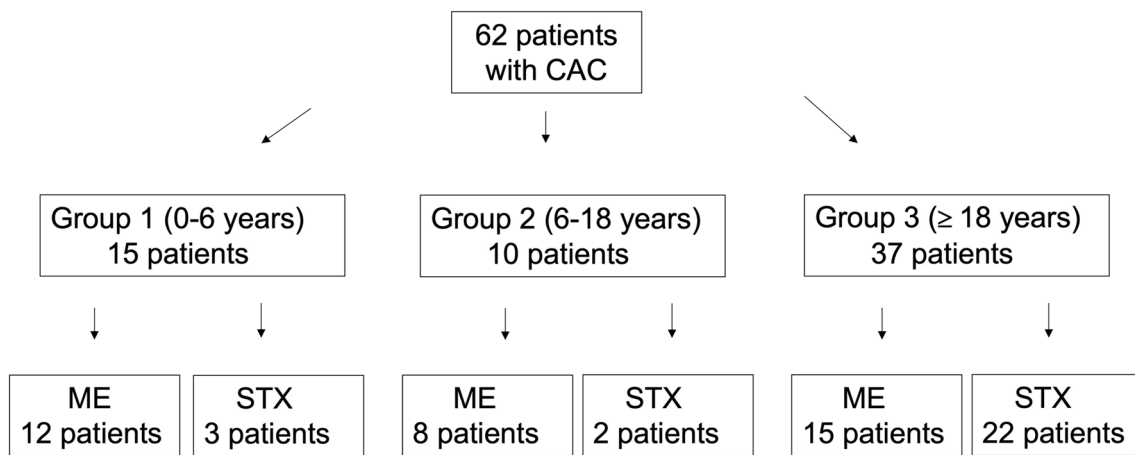 62 patients
with CAC
Group 1 (0-6 years)
15 patients
Group 2 (6-18 years)
10 patients
Group 3 (≥ 18 years)
37 patients
ME
12 patients
STX
3 patients
ME
8 patients
STX
2 patients
ME
15 patients
STX
22 patients